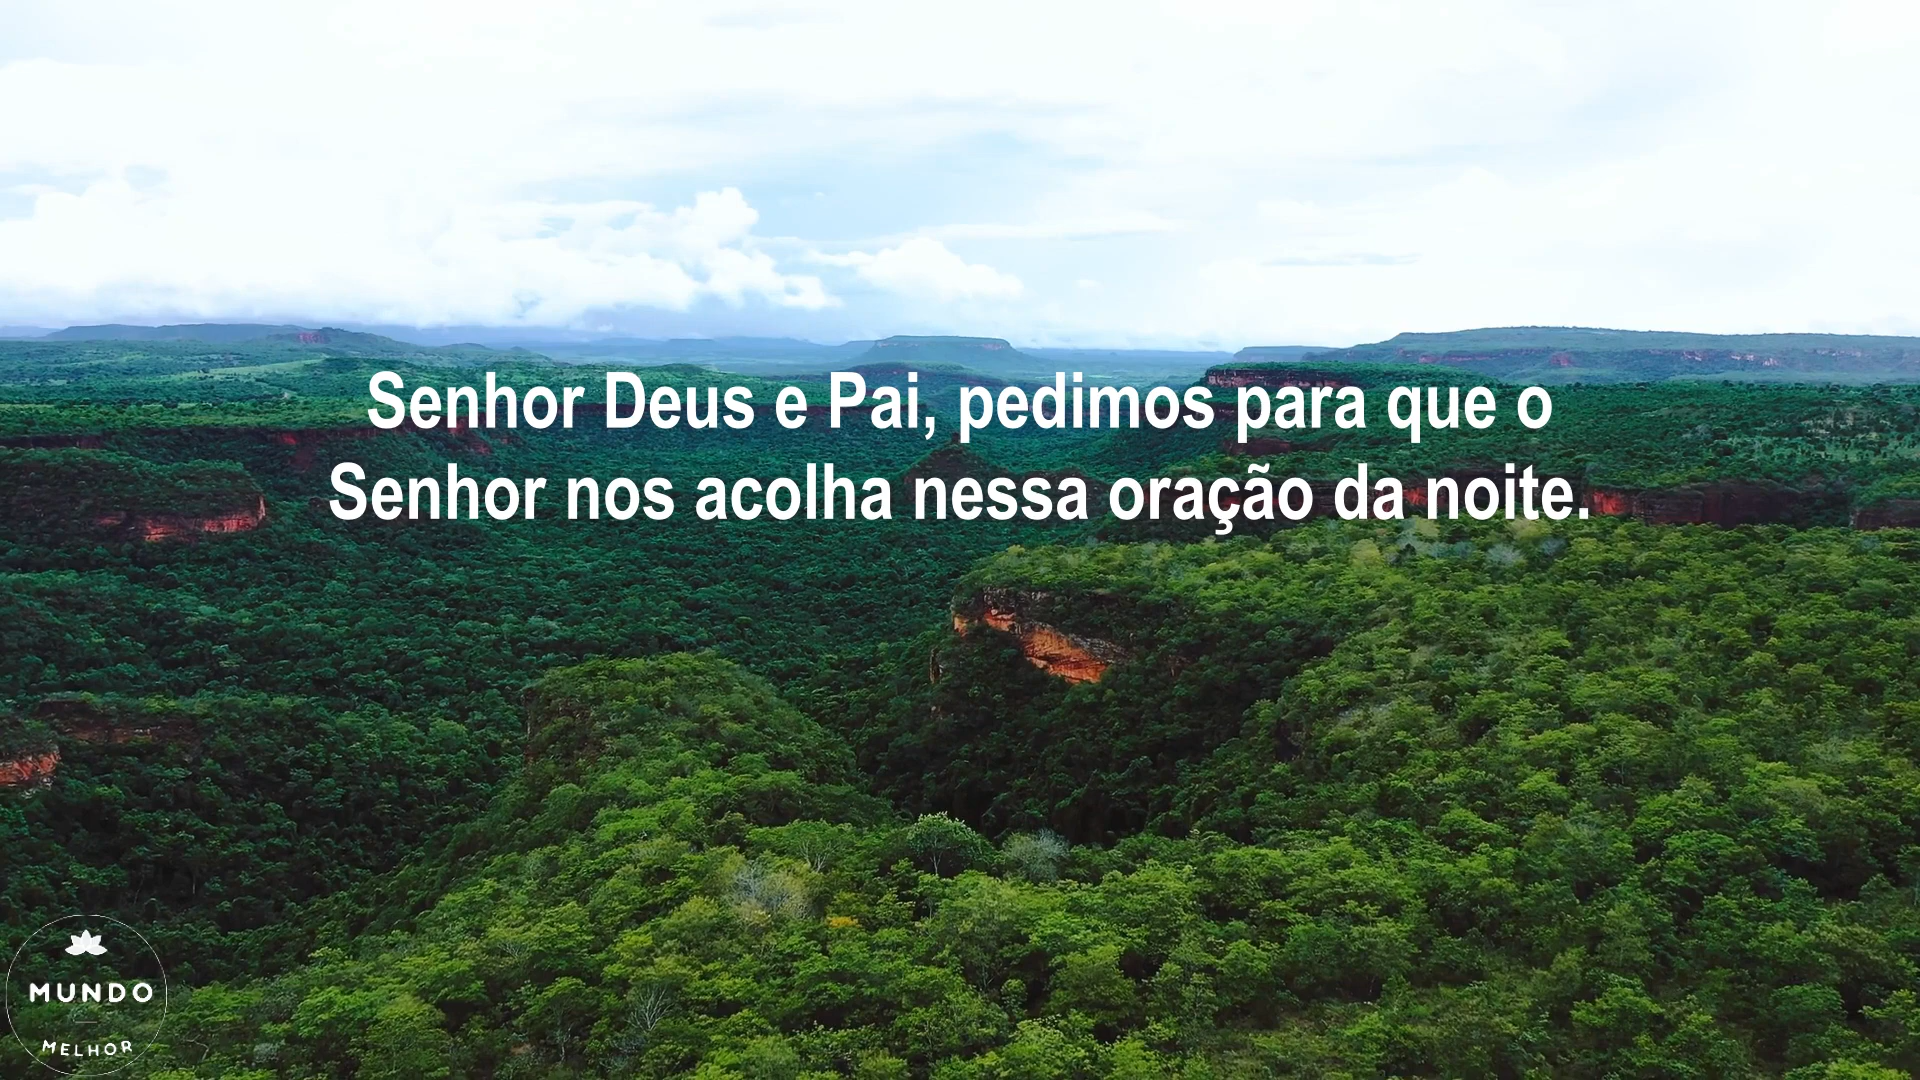 Senhor Deus e Pai, pedimos para que o
Senhor nos acolha nessa oração da noite.
MUNDO
MELHOR